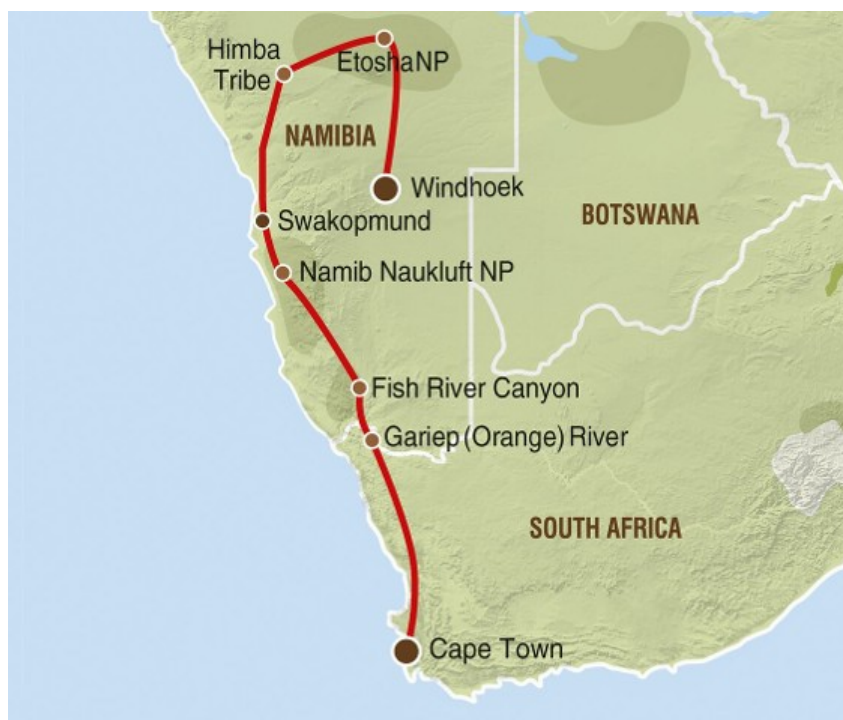 Himba
Tribe
EtoshaNP
NAMIBIA
Windhoek
BOTSWANA
Swakopmund
Namib Naukluft NP
Fish River Canyon
Gariep (Orange) River
SOUTH AFRICA
Cape Town